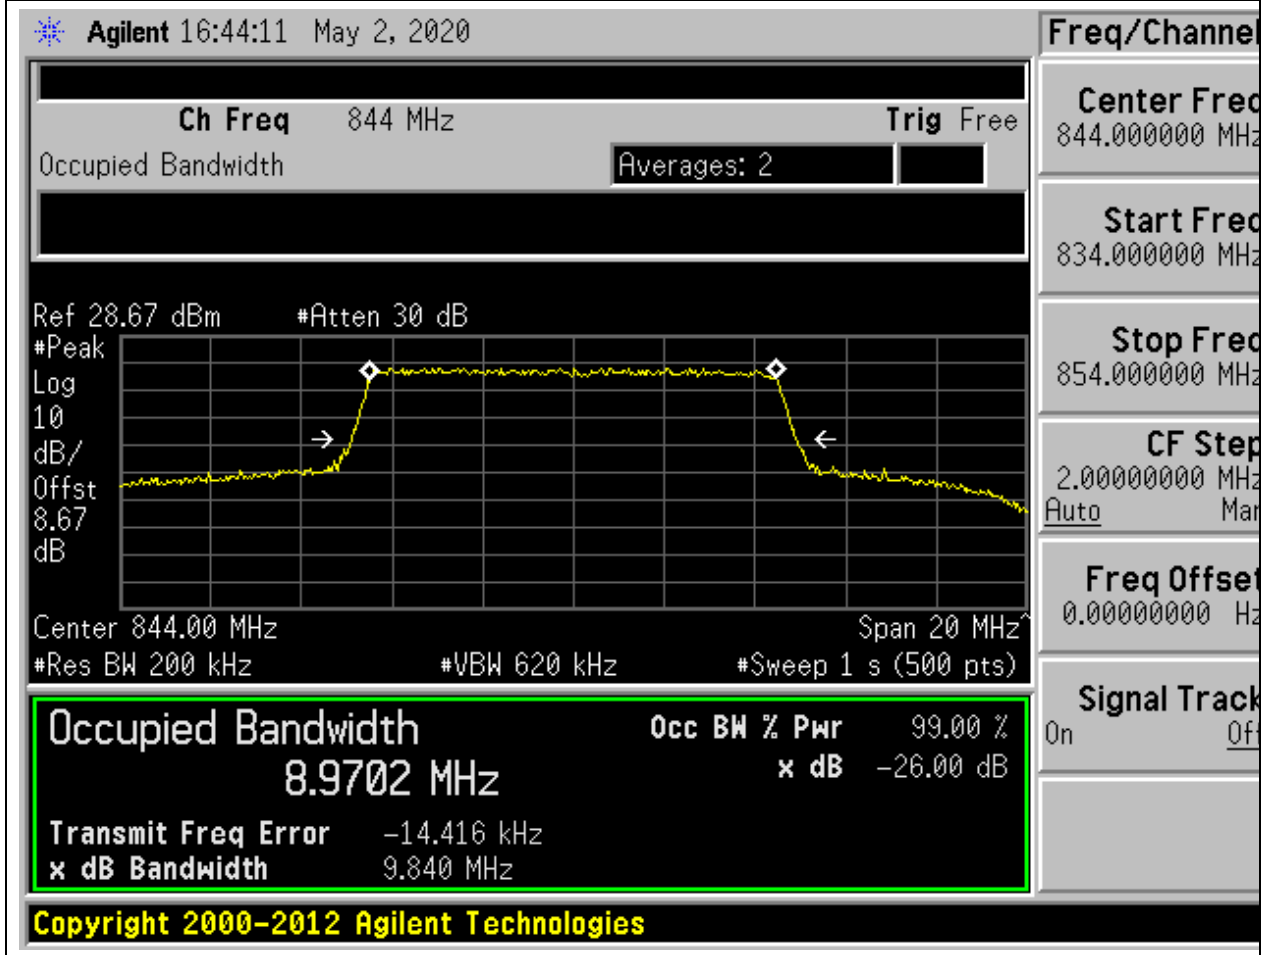 Agilent 16:44:11 May 2, 2020
Freq/Channel
Ch Freq 844 MHz Trig Free
Occupied Bandwidth Averages: 2
Center Freq
844.000000 MHz
Start Freq
834.000000 MHz
Stop Freq
854.000000 MHz
CF Step
2.00000000 MHz
Auto Man
Freq Offset
0.00000000 Hz
Signal Track
On Off
Ref 28.67 dBm #Atten 30 dB
#Peak
Log
10
dB/
Offst
8.67
dB
Center 844.00 MHz Span 20 MHz^
#Res BW 200 kHz #VBW 620 kHz #Sweep 1 s (500 pts)
Occupied Bandwidth
8.9702 MHz
Occ BW % Pwr 99.00 %
x dB -26.00 dB
Transmit Freq Error -14.416 kHz
x dB Bandwidth 9.840 MHz
Copyright 2000-2012 Agilent Technologies